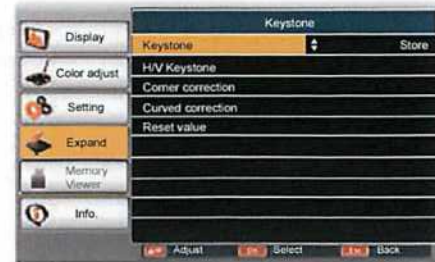 Keystone
Display
Keystone Store
Color adjust
H/V Keystone
Corner correction
Setting
Curved correction
Reset value
Expand
Memory
Viewer
Info.
Adjust Select Back